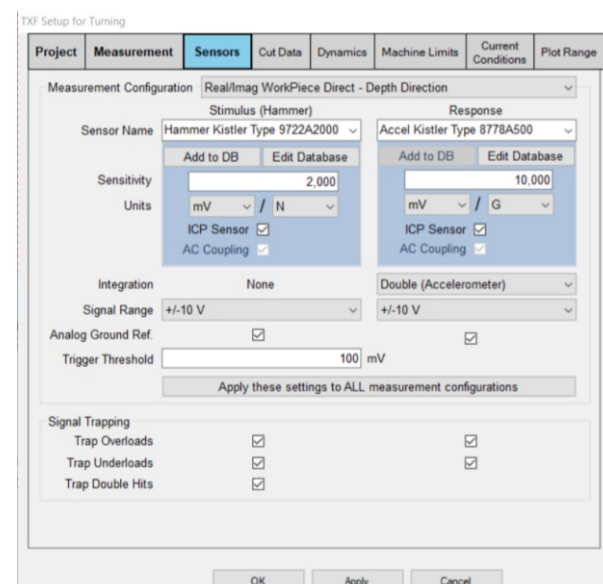 TXF Setup for Turning
Project Measurement Sensors Cut Data Dynamics Machine Limits Current Conditions Plot Range
Measurement Configuration Real/Imag WorkPiece Direct - Depth Direction
Stimulus (Hammer) Response
Sensor Name Hammer Kistler Type 9722A2000 Accel Kistler Type 8778A500
Add to DB Edit Database Add to DB Edit Database
Sensitivity 2,000 10,000
Units mV / N mV / G
ICP Sensor ICP Sensor
AC Coupling AC Coupling
Integration None Double (Accelerometer)
Signal Range +/-10 V +/-10 V
Analog Ground Ref.
Trigger Threshold 100 mV
Apply these settings to ALL measurement configurations
Signal Trapping
Trap Overloads
Trap Underloads
Trap Double Hits
OK Apply Cancel